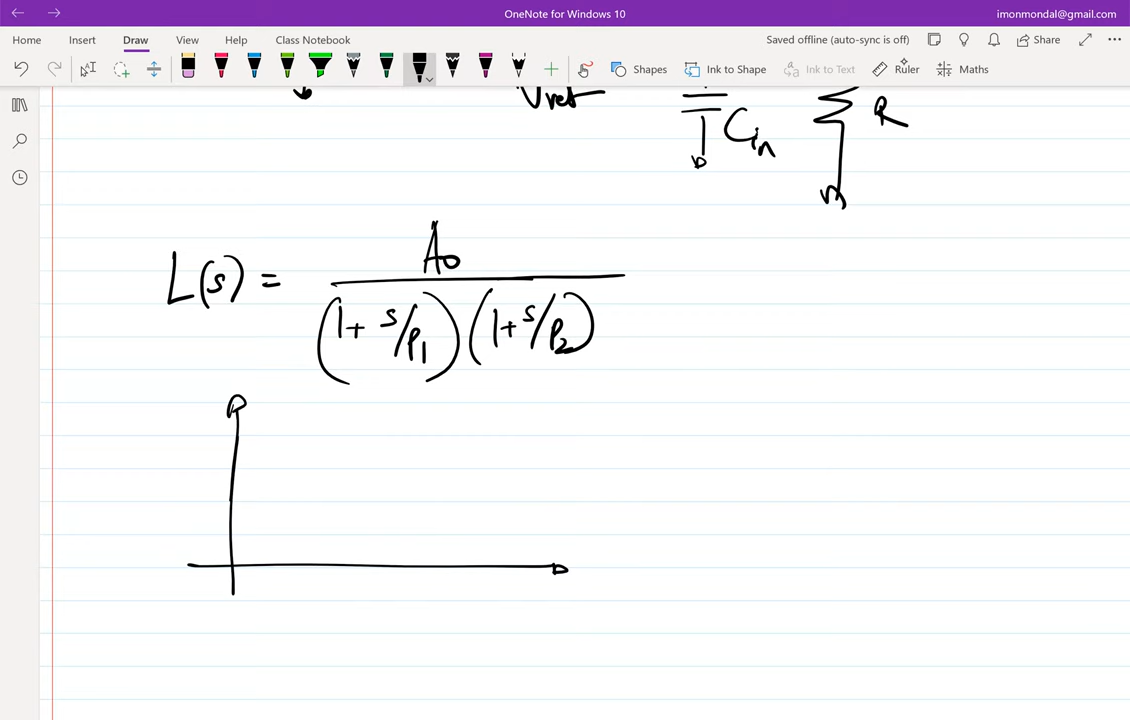 OneNote for Windows 10
imonmondal@gmail.com
Home Insert Draw View Help Class Notebook
Saved offline (auto-sync is off) Share
Shapes Ink to Shape Ink to Text Ruler Maths
Vref
Cin
R
L(s) = A0 / (1 + s/p1)(1 + s/p2)